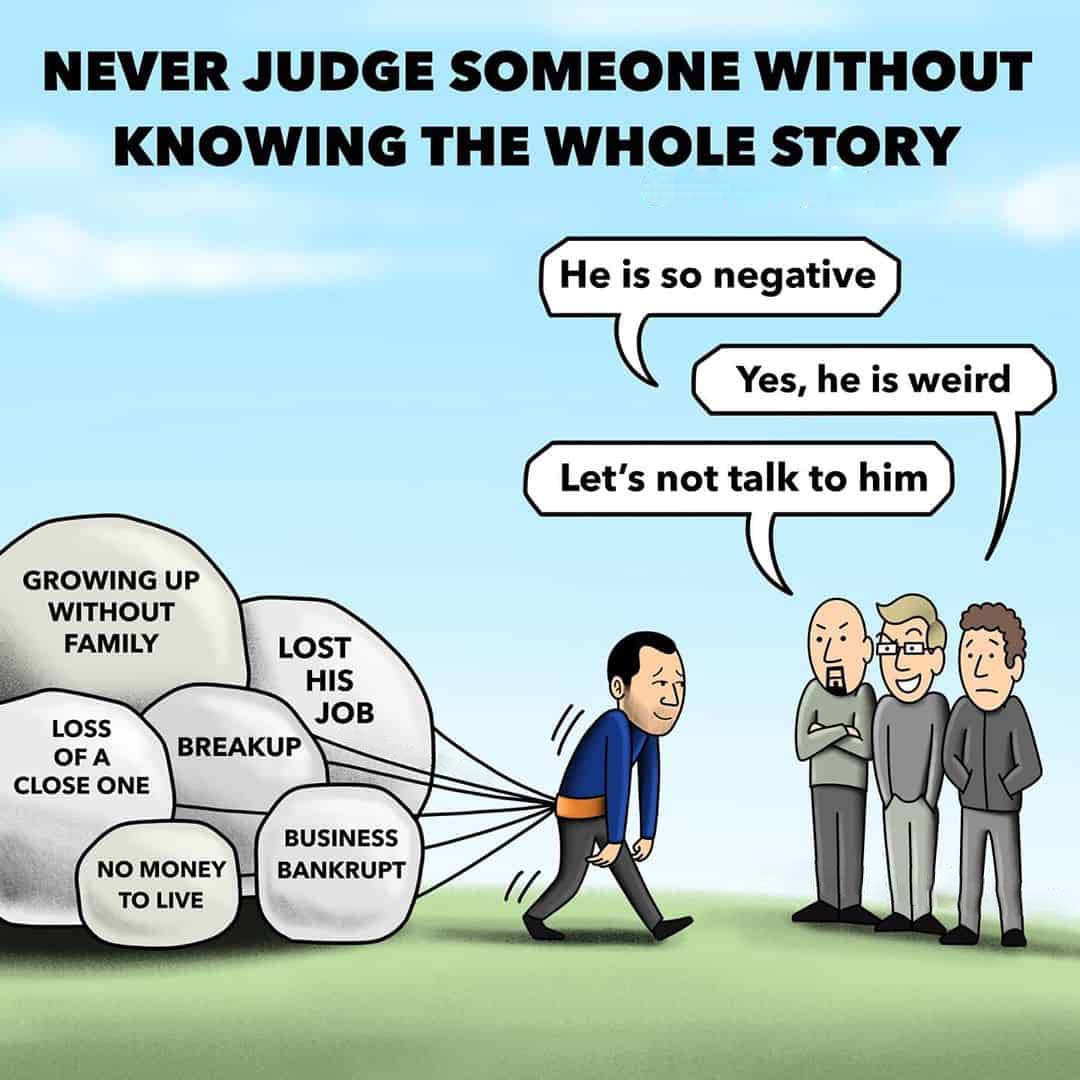 NEVER JUDGE SOMEONE WITHOUT
KNOWING THE WHOLE STORY
He is so negative
Yes, he is weird
Let's not talk to him
GROWING UP
WITHOUT
FAMILY
LOST
HIS
JOB
LOSS
OF A
CLOSE ONE
BREAKUP
NO MONEY
TO LIVE
BUSINESS
BANKRUPT